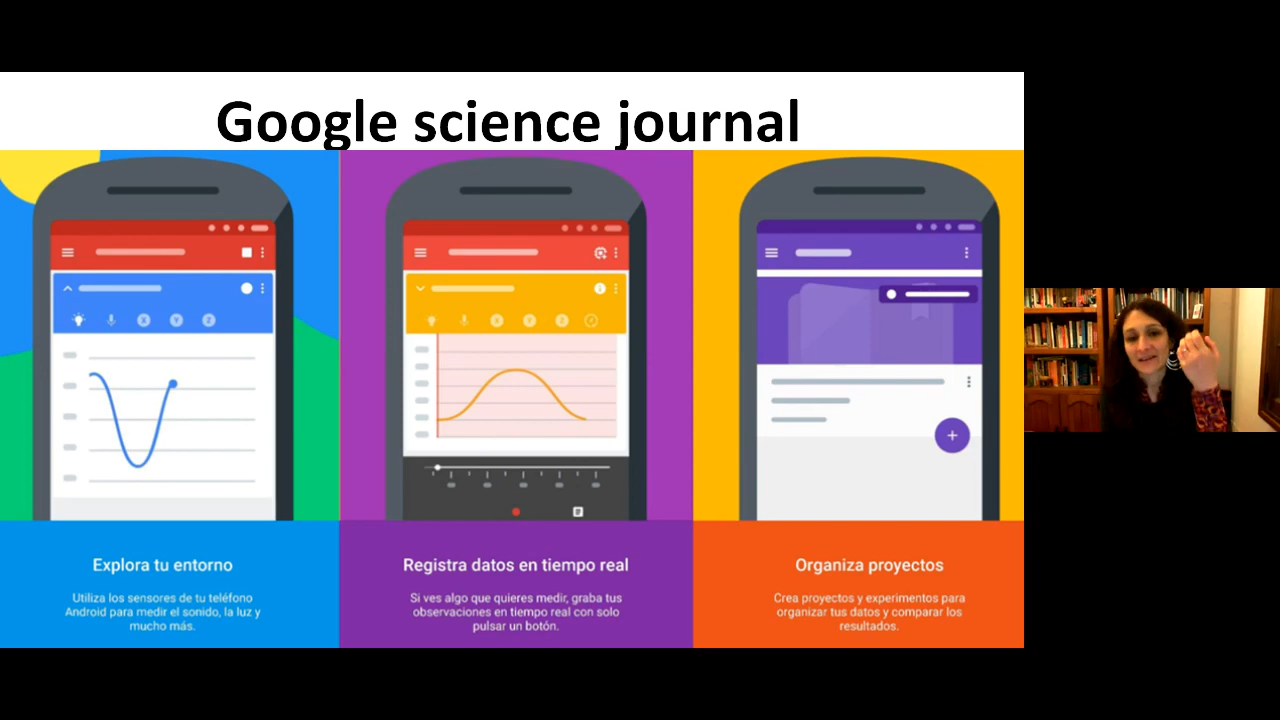 Google science journal
Explora tu entorno
Utiliza los sensores de tu teléfono
Android para medir el sonido, la luz y
mucho más.
Registra datos en tiempo real
Si ves algo que quieres medir, graba tus
observaciones en tiempo real con solo
pulsar un botón.
Organiza proyectos
Crea proyectos y experimentos para
organizar tus datos y comparar los
resultados.